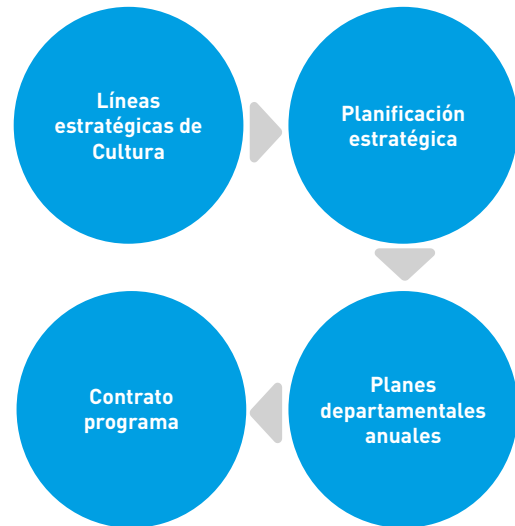 Líneas
estratégicas de
Cultura
Planificación
estratégica
Planes
departamentales
anuales
Contrato
programa